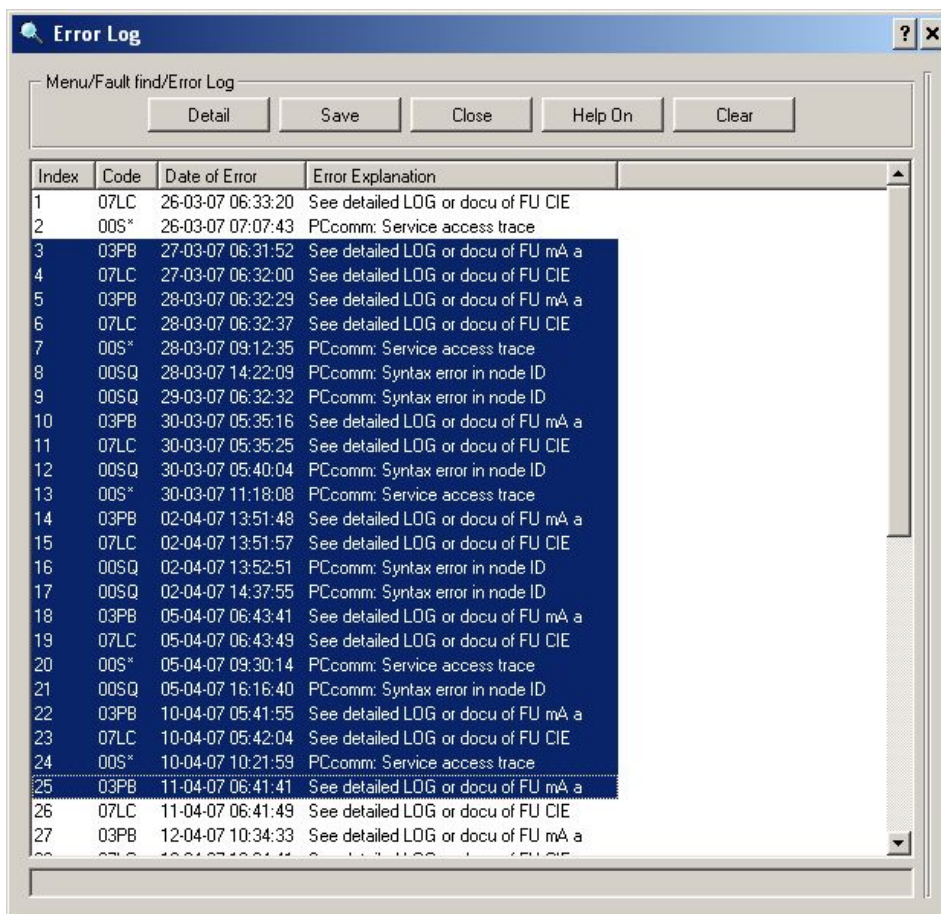 Error Log
Menu/Fault find/Error Log
Detail Save Close Help On Clear
Index Code Date of Error Error Explanation
1 07LC 26-03-07 06:33:20 See detailed LOG or docu of FU CIE
2 00S* 26-03-07 07:07:43 PCcomm: Service access trace
3 03PB 27-03-07 06:31:52 See detailed LOG or docu of FU mA a
4 07LC 27-03-07 06:32:00 See detailed LOG or docu of FU CIE
5 03PB 28-03-07 06:32:29 See detailed LOG or docu of FU mA a
6 07LC 28-03-07 06:32:37 See detailed LOG or docu of FU CIE
7 00S* 28-03-07 09:12:35 PCcomm: Service access trace
8 00SQ 28-03-07 14:22:09 PCcomm: Syntax error in node ID
9 00SQ 29-03-07 06:32:32 PCcomm: Syntax error in node ID
10 03PB 30-03-07 05:35:16 See detailed LOG or docu of FU mA a
11 07LC 30-03-07 05:35:25 See detailed LOG or docu of FU CIE
12 00SQ 30-03-07 05:40:04 PCcomm: Syntax error in node ID
13 00S* 30-03-07 11:18:08 PCcomm: Service access trace
14 03PB 02-04-07 13:51:48 See detailed LOG or docu of FU mA a
15 07LC 02-04-07 13:51:57 See detailed LOG or docu of FU CIE
16 00SQ 02-04-07 13:52:51 PCcomm: Syntax error in node ID
17 00SQ 02-04-07 14:37:55 PCcomm: Syntax error in node ID
18 03PB 05-04-07 06:43:41 See detailed LOG or docu of FU mA a
19 07LC 05-04-07 06:43:49 See detailed LOG or docu of FU CIE
20 00S* 05-04-07 09:30:14 PCcomm: Service access trace
21 00SQ 05-04-07 16:16:40 PCcomm: Syntax error in node ID
22 03PB 10-04-07 05:41:55 See detailed LOG or docu of FU mA a
23 07LC 10-04-07 05:42:04 See detailed LOG or docu of FU CIE
24 00S* 10-04-07 10:21:59 PCcomm: Service access trace
25 03PB 11-04-07 06:41:41 See detailed LOG or docu of FU mA a
26 07LC 11-04-07 06:41:49 See detailed LOG or docu of FU CIE
27 03PB 12-04-07 10:34:33 See detailed LOG or docu of FU mA a